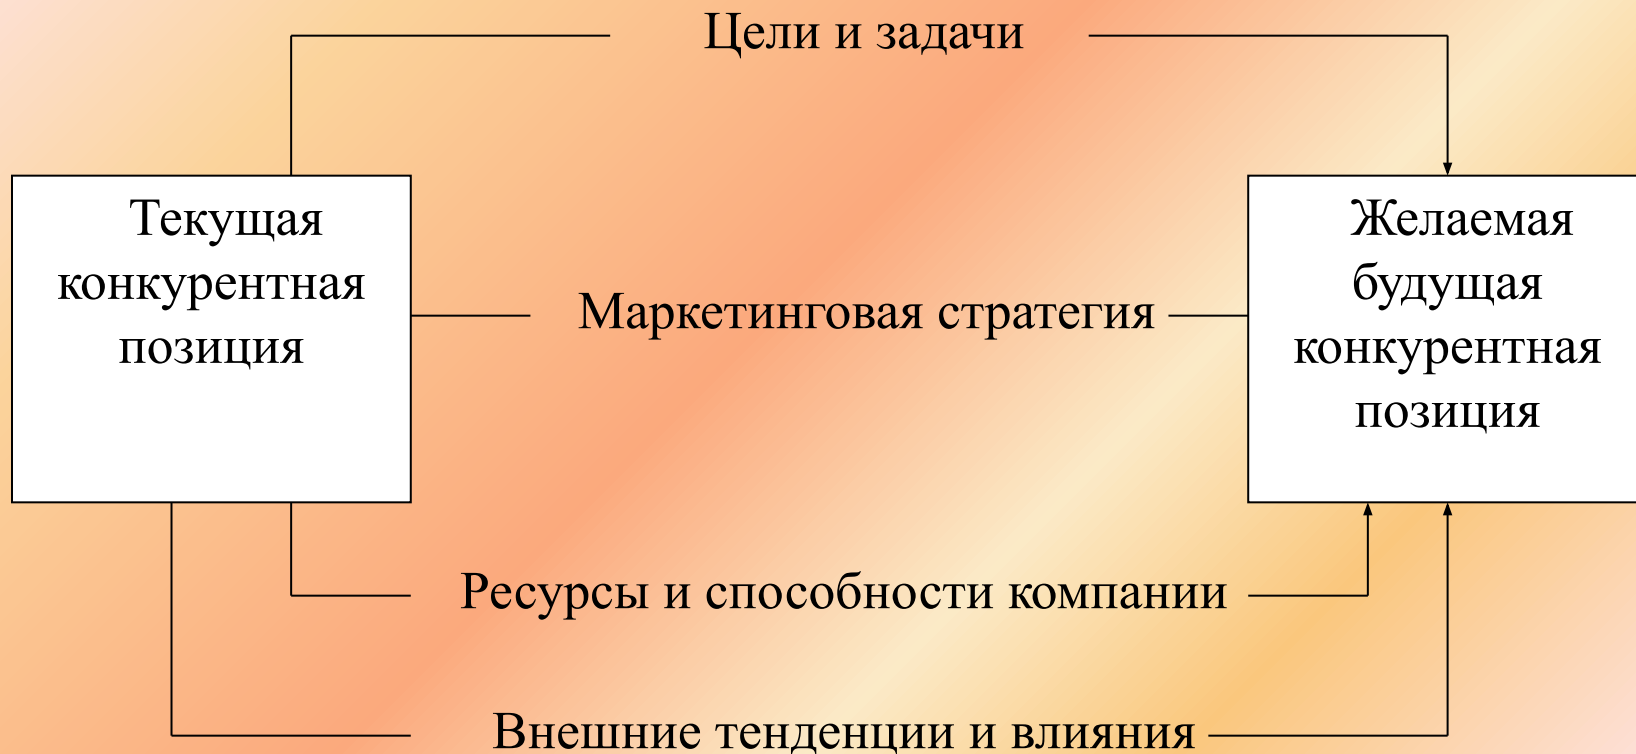 Цели и задачи
Текущая
конкурентная
позиция
Маркетинговая стратегия
Желаемая
будущая
конкурентная
позиция
Ресурсы и способности компании
Внешние тенденции и влияния